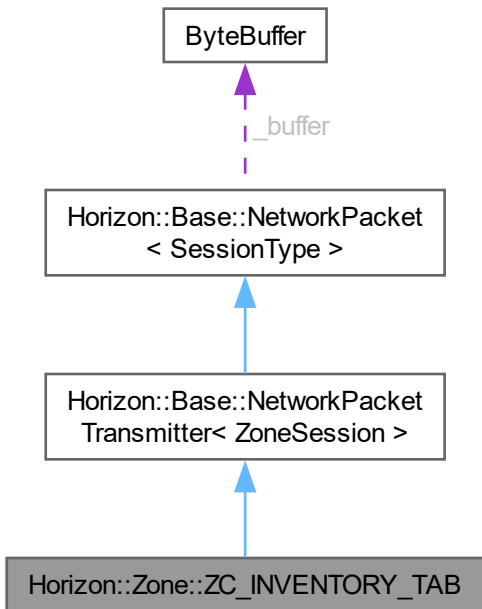 ByteBuffer
_buffer
Horizon::Base::NetworkPacket
< SessionType >
Horizon::Base::NetworkPacket
Transmitter< ZoneSession >
Horizon::Zone::ZC_INVENTORY_TAB